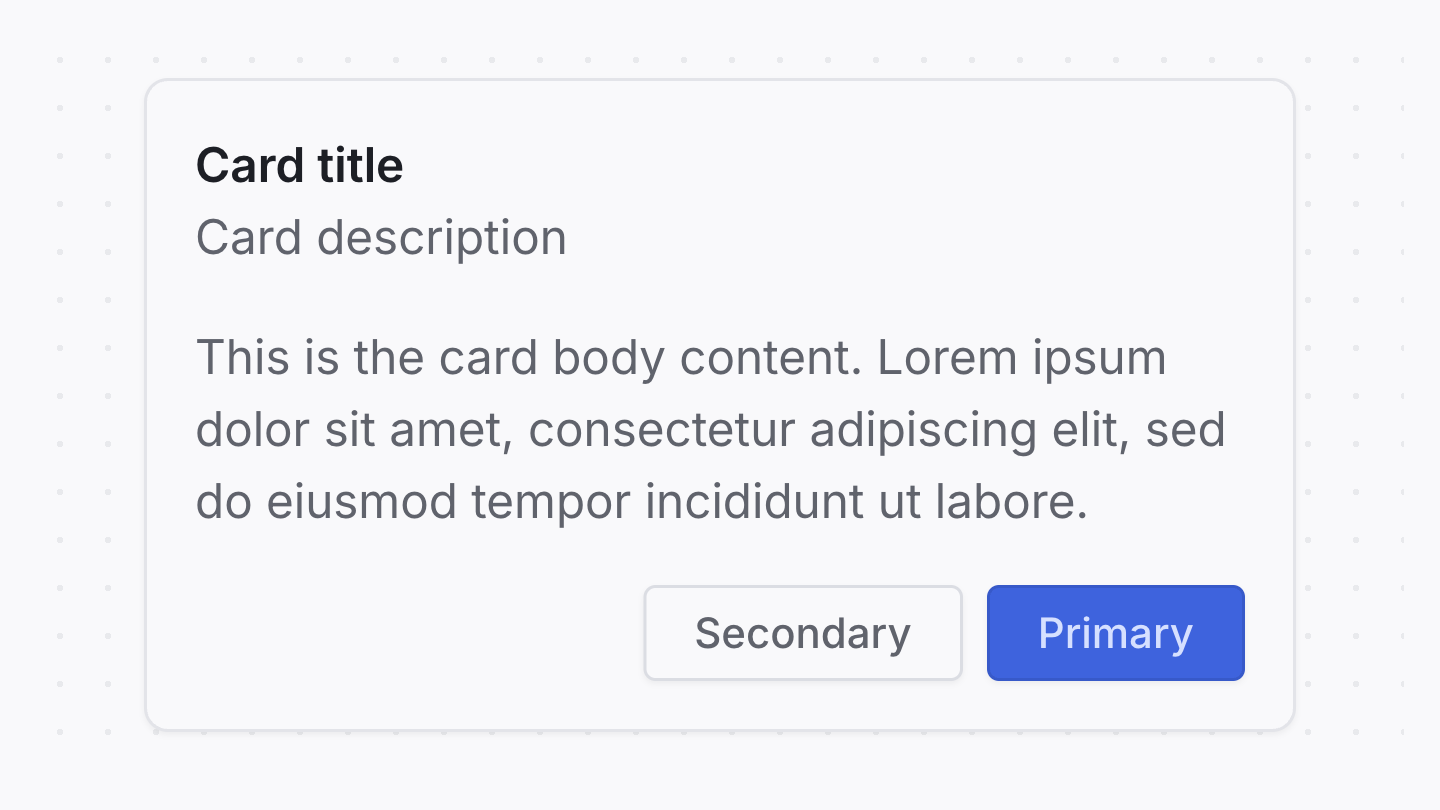 Card title
Card description
This is the card body content. Lorem ipsum
dolor sit amet, consectetur adipiscing elit, sed
do eiusmod tempor incididunt ut labore.
Secondary
Primary